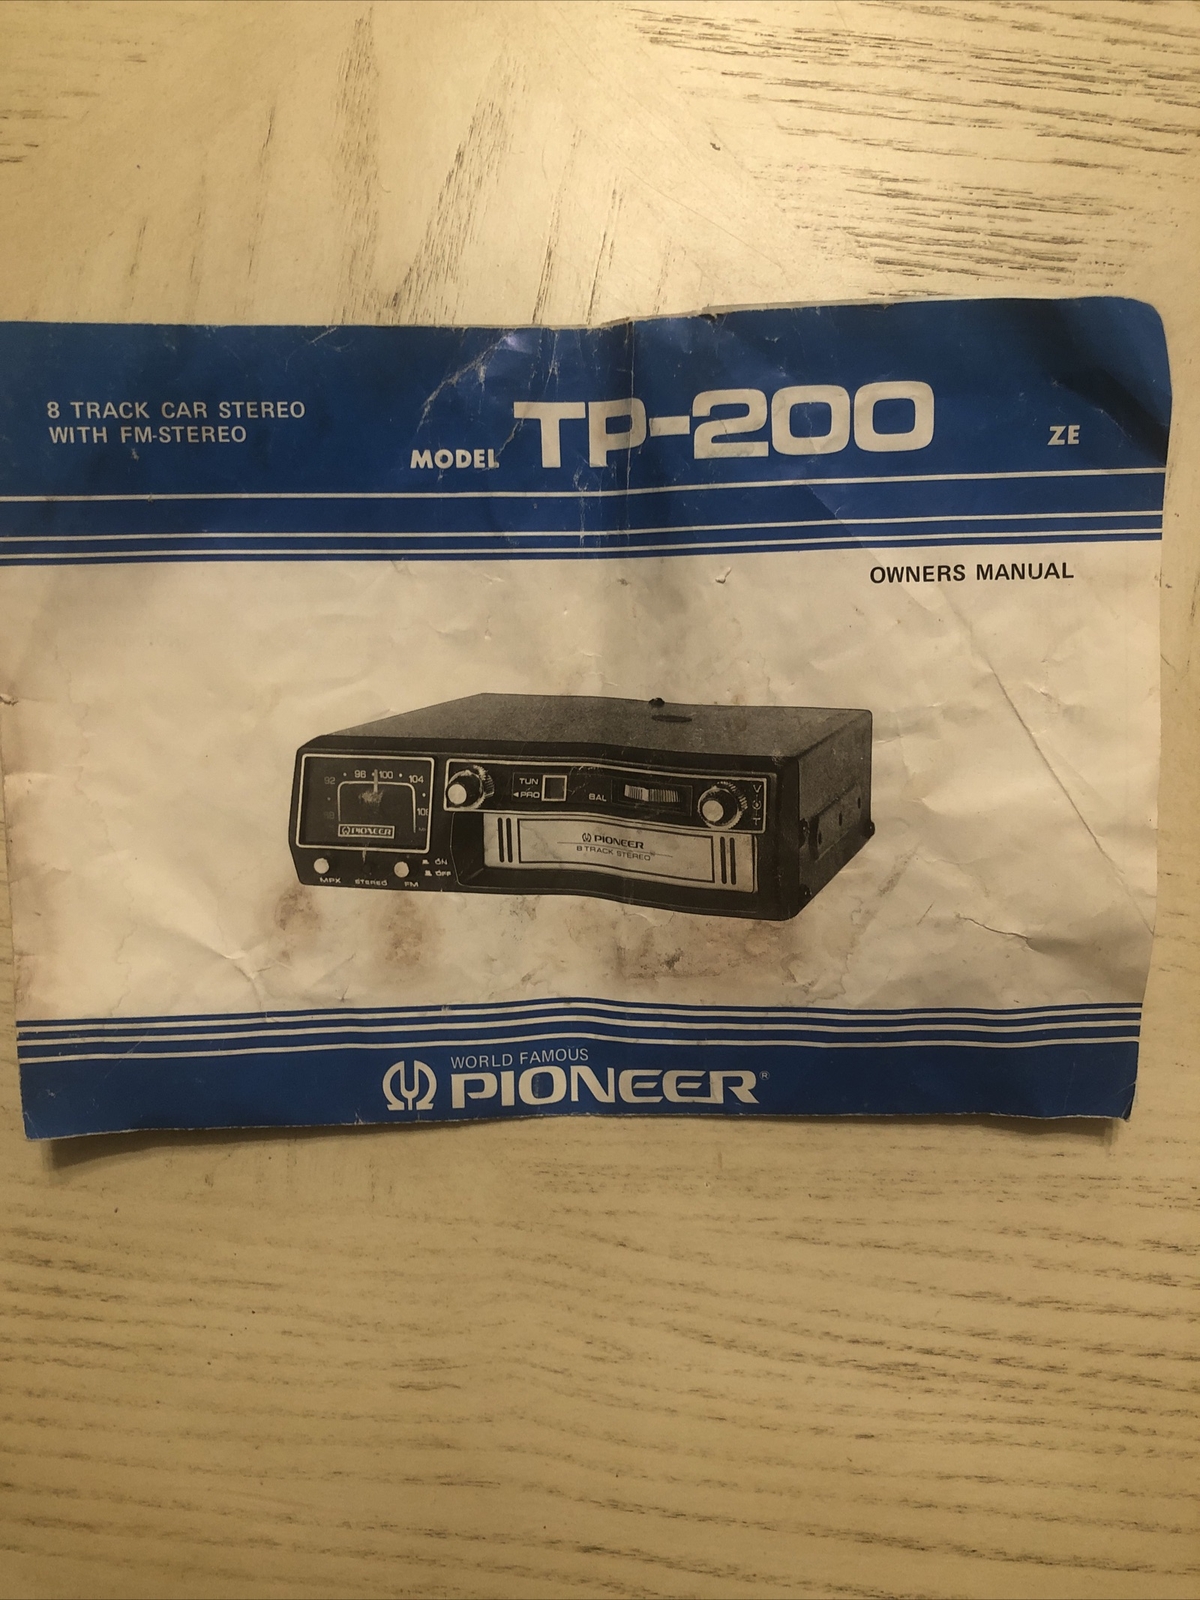 8 TRACK CAR STEREO
WITH FM-STEREO
MODEL TP-200
ZE
OWNERS MANUAL
92 • 96 100 • 104
PIONEER
MPX STEREO FM
ON
OFF
TUN
◄PRO
BAL
PIONEER
8 TRACK STEREO
WORLD FAMOUS
PIONEER®